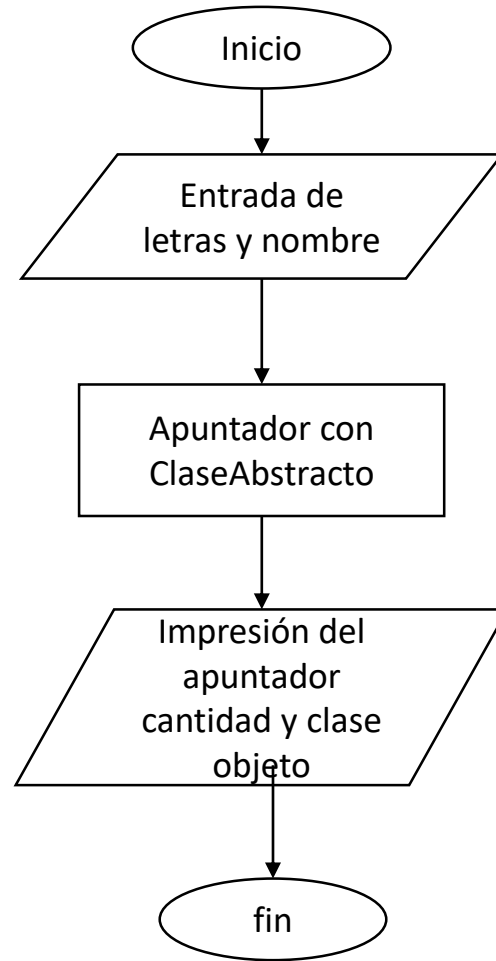 Inicio
Entrada de
letras y nombre
Apuntador con
ClaseAbstracto
Impresión del
apuntador
cantidad y clase
objeto
fin